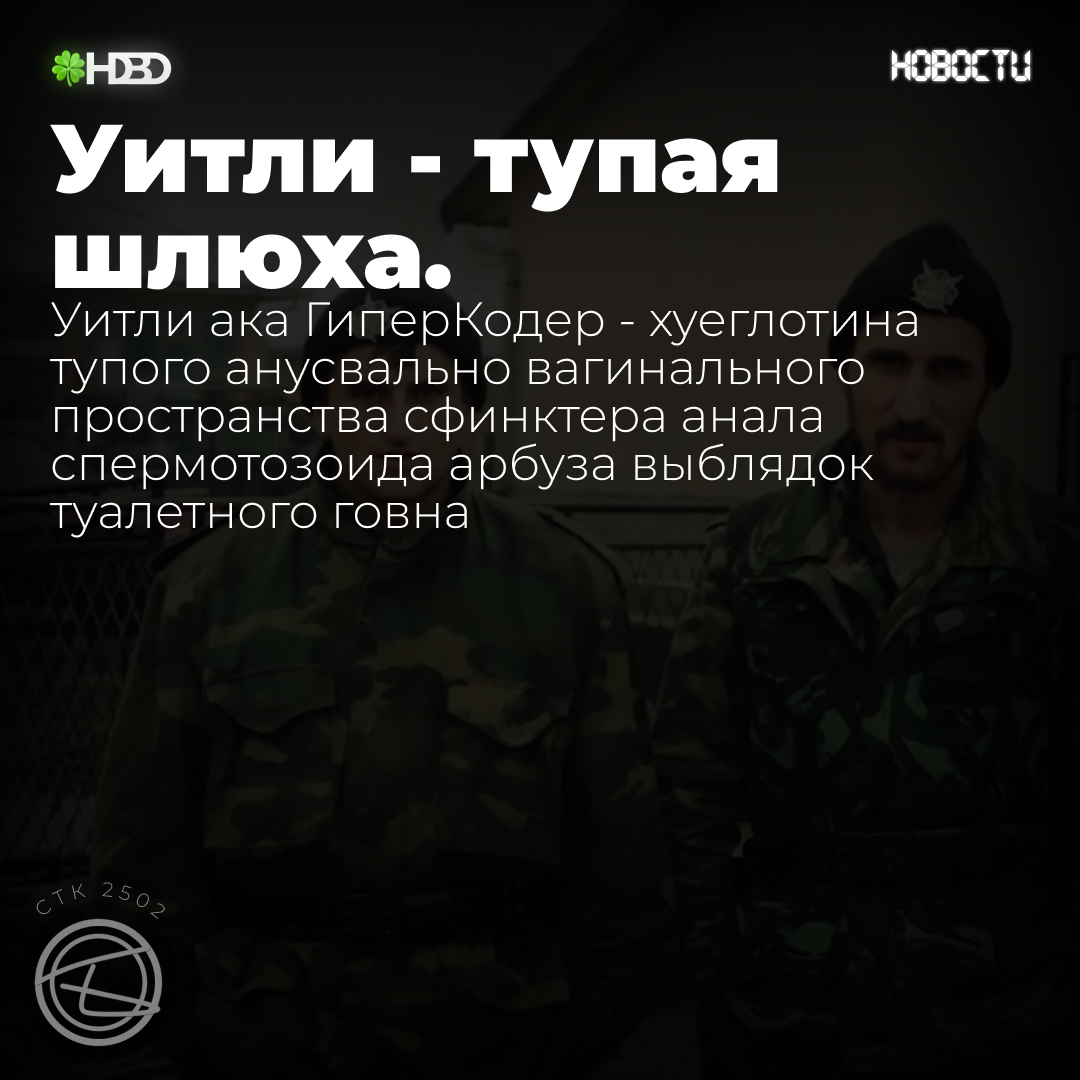 HDBD
НОВОСТИ
Уитли - тупая
шлюха.
Уитли ака ГиперКодер - хуеглотина
тупого анусвально вагинального
пространства сфинктера анала
спермотозоида арбуза выблядок
туалетного говна
СТК 2502